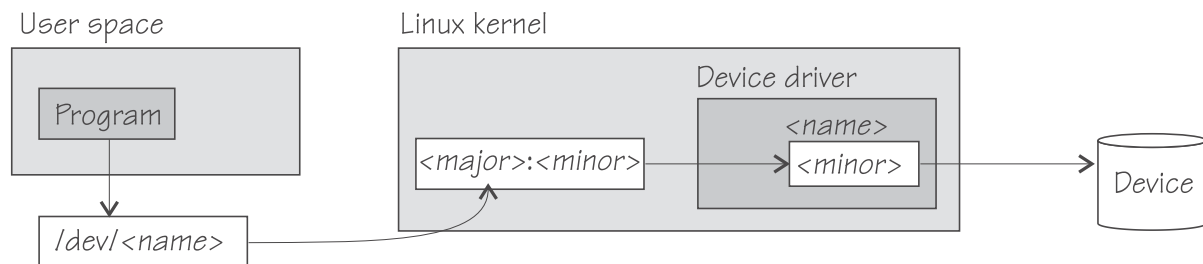 User space
Program
/dev/<name>
Linux kernel
<major>:<minor>
Device driver
<name>
<minor>
Device